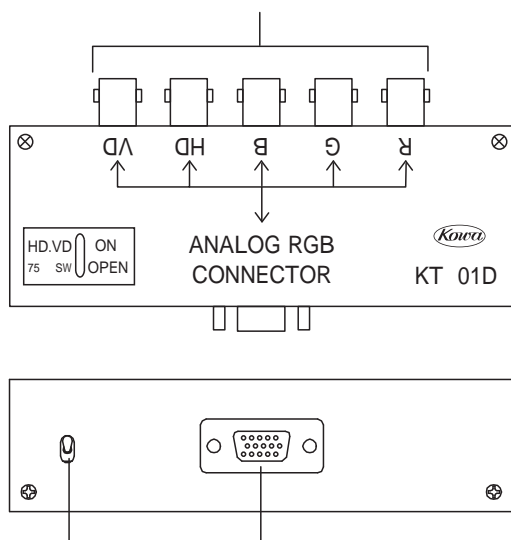 VD HD B G R
HD.VD ON
75 SW OPEN
ANALOG RGB
CONNECTOR
Kowa
KT 01D